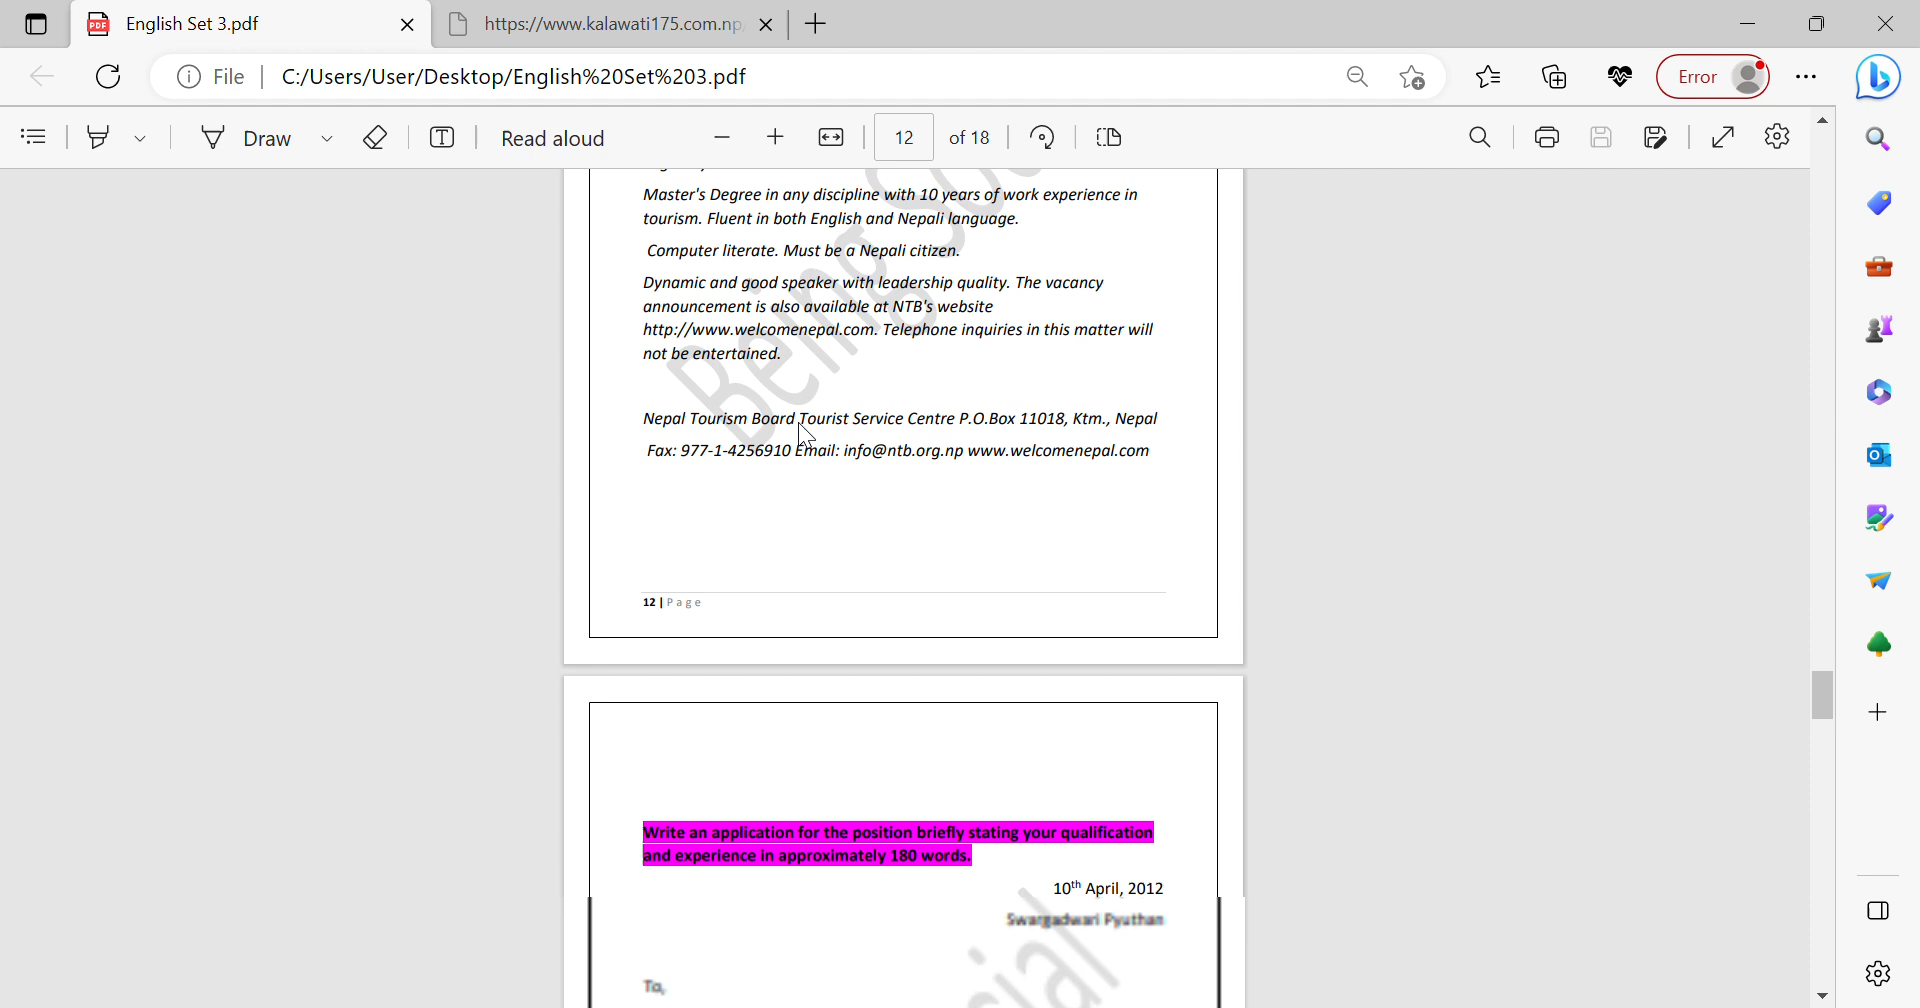 English Set 3.pdf
https://www.kalawati175.com.np
File
C:/Users/User/Desktop/English%20Set%203.pdf
Error
Draw
Read aloud
12
of 18
Master's Degree in any discipline with 10 years of work experience in
tourism. Fluent in both English and Nepali language.
Computer literate. Must be a Nepali citizen.
Dynamic and good speaker with leadership quality. The vacancy
announcement is also available at NTB's website
http://www.welcomenepal.com. Telephone inquiries in this matter will
not be entertained.
Nepal Tourism Board Tourist Service Centre P.O.Box 11018, Ktm., Nepal
Fax: 977-1-4256910 Email: info@ntb.org.np www.welcomenepal.com
Being
12 | Page
Write an application for the position briefly stating your qualification
and experience in approximately 180 words.
10th April, 2012
Swargadwari Pyuthan
To,